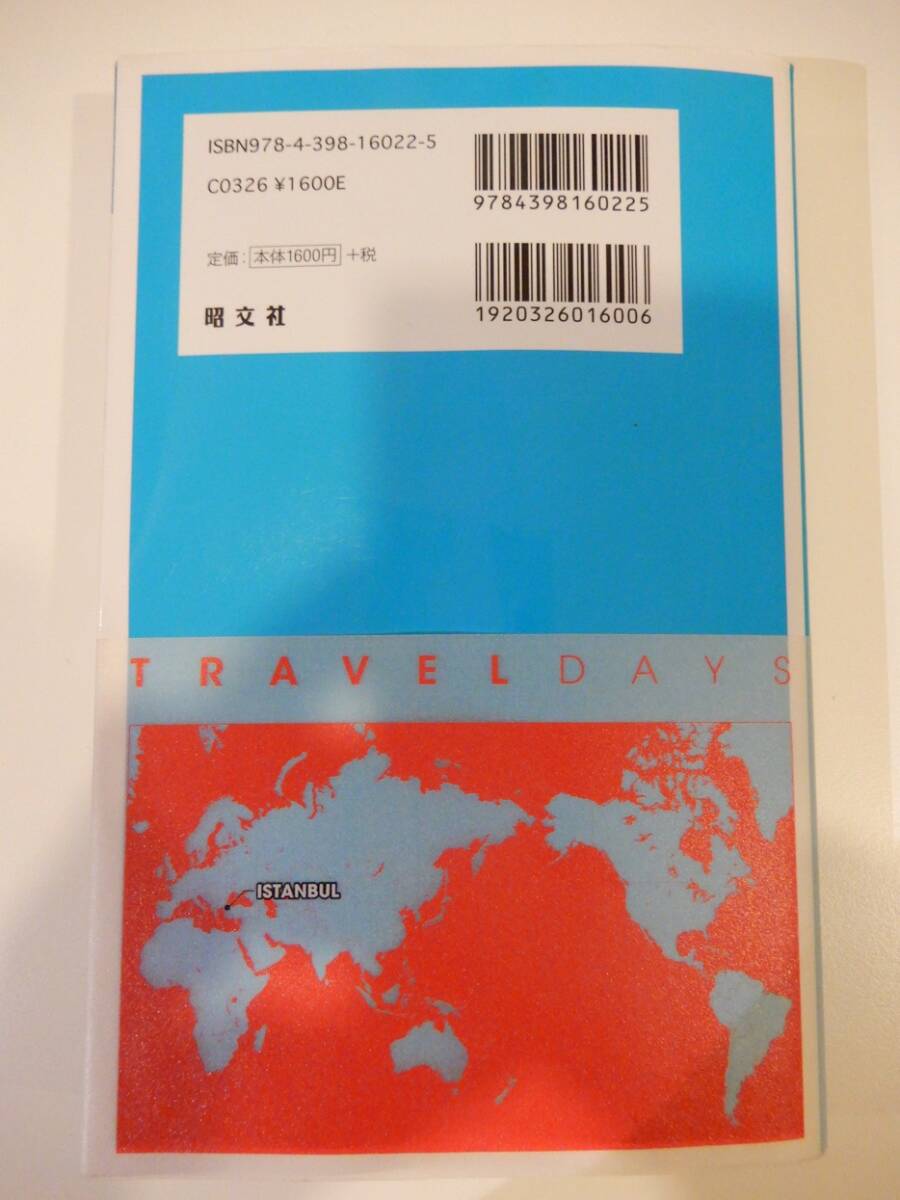 ISBN978-4-398-16022-5
C0326 ¥1600E
定価: 本体1600円 +税
昭文社
9784398160225
1920326016006
TRAVELDAYS
ISTANBUL